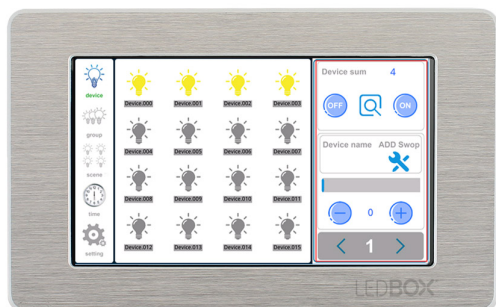 device
group
scene
time
setting
Device.000 Device.001 Device.002 Device.003
Device.004 Device.005 Device.006 Device.007
Device.008 Device.009 Device.010 Device.011
Device.012 Device.013 Device.014 Device.015
Device sum 4
OFF ON
Device name ADD Swop
0
1
LEDBOX